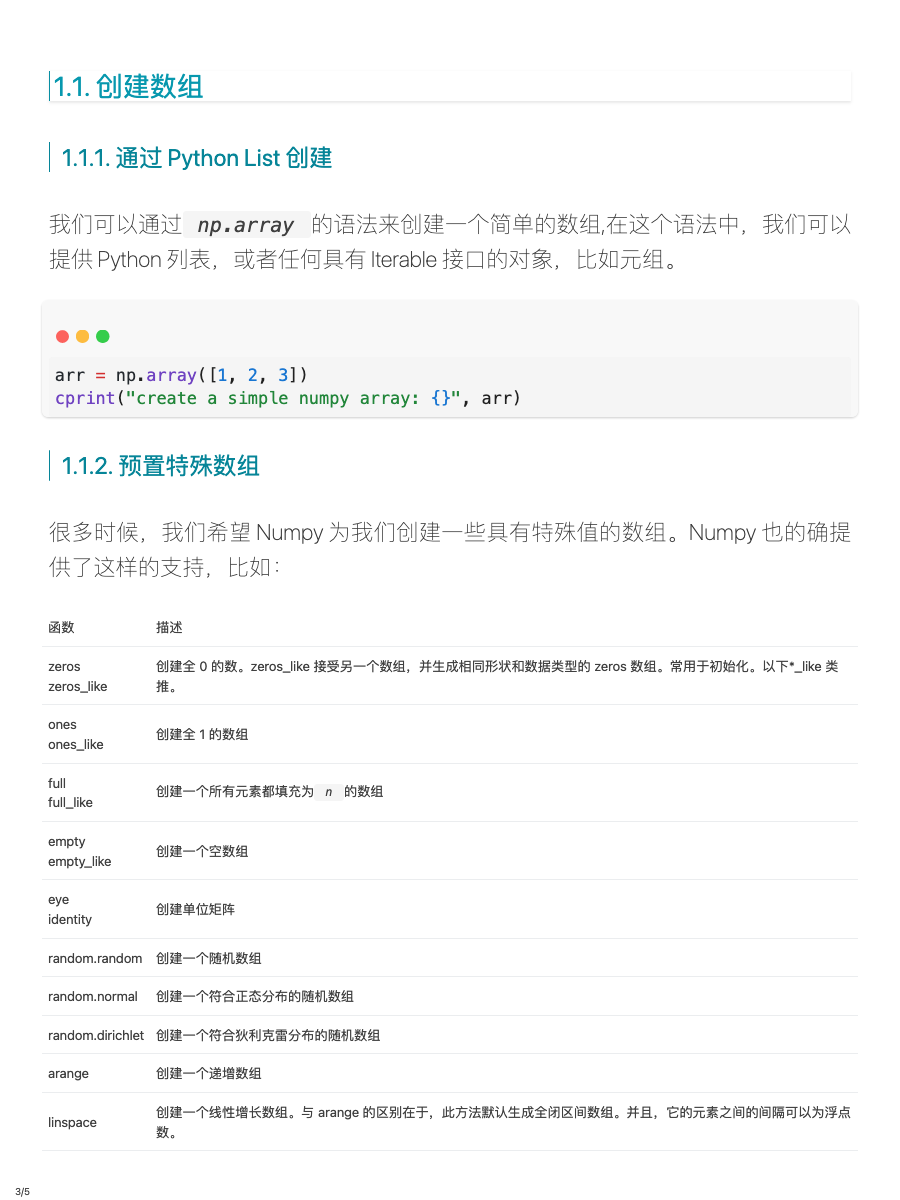 1.1. 创建数组
1.1.1. 通过 Python List 创建
我们可以通过 np.array 的语法来创建一个简单的数组,在这个语法中，我们可以
提供 Python 列表，或者任何具有 Iterable 接口的对象，比如元组。
arr = np.array([1, 2, 3])
cprint("create a simple numpy array: {}", arr)
1.1.2. 预置特殊数组
很多时候，我们希望 Numpy 为我们创建一些具有特殊值的数组。Numpy 也的确提
供了这样的支持，比如：
函数 描述
zeros
zeros_like
创建全 0 的数。zeros_like 接受另一个数组，并生成相同形状和数据类型的 zeros 数组。常用于初始化。以下*_like 类
推。
ones
ones_like
创建全 1 的数组
full
full_like
创建一个所有元素都填充为 n 的数组
empty
empty_like
创建一个空数组
eye
identity
创建单位矩阵
random.random 创建一个随机数组
random.normal 创建一个符合正态分布的随机数组
random.dirichlet 创建一个符合狄利克雷分布的随机数组
arange 创建一个递增数组
linspace
创建一个线性增长数组。与 arange 的区别在于，此方法默认生成全闭区间数组。并且，它的元素之间的间隔可以为浮点
数。
3/5